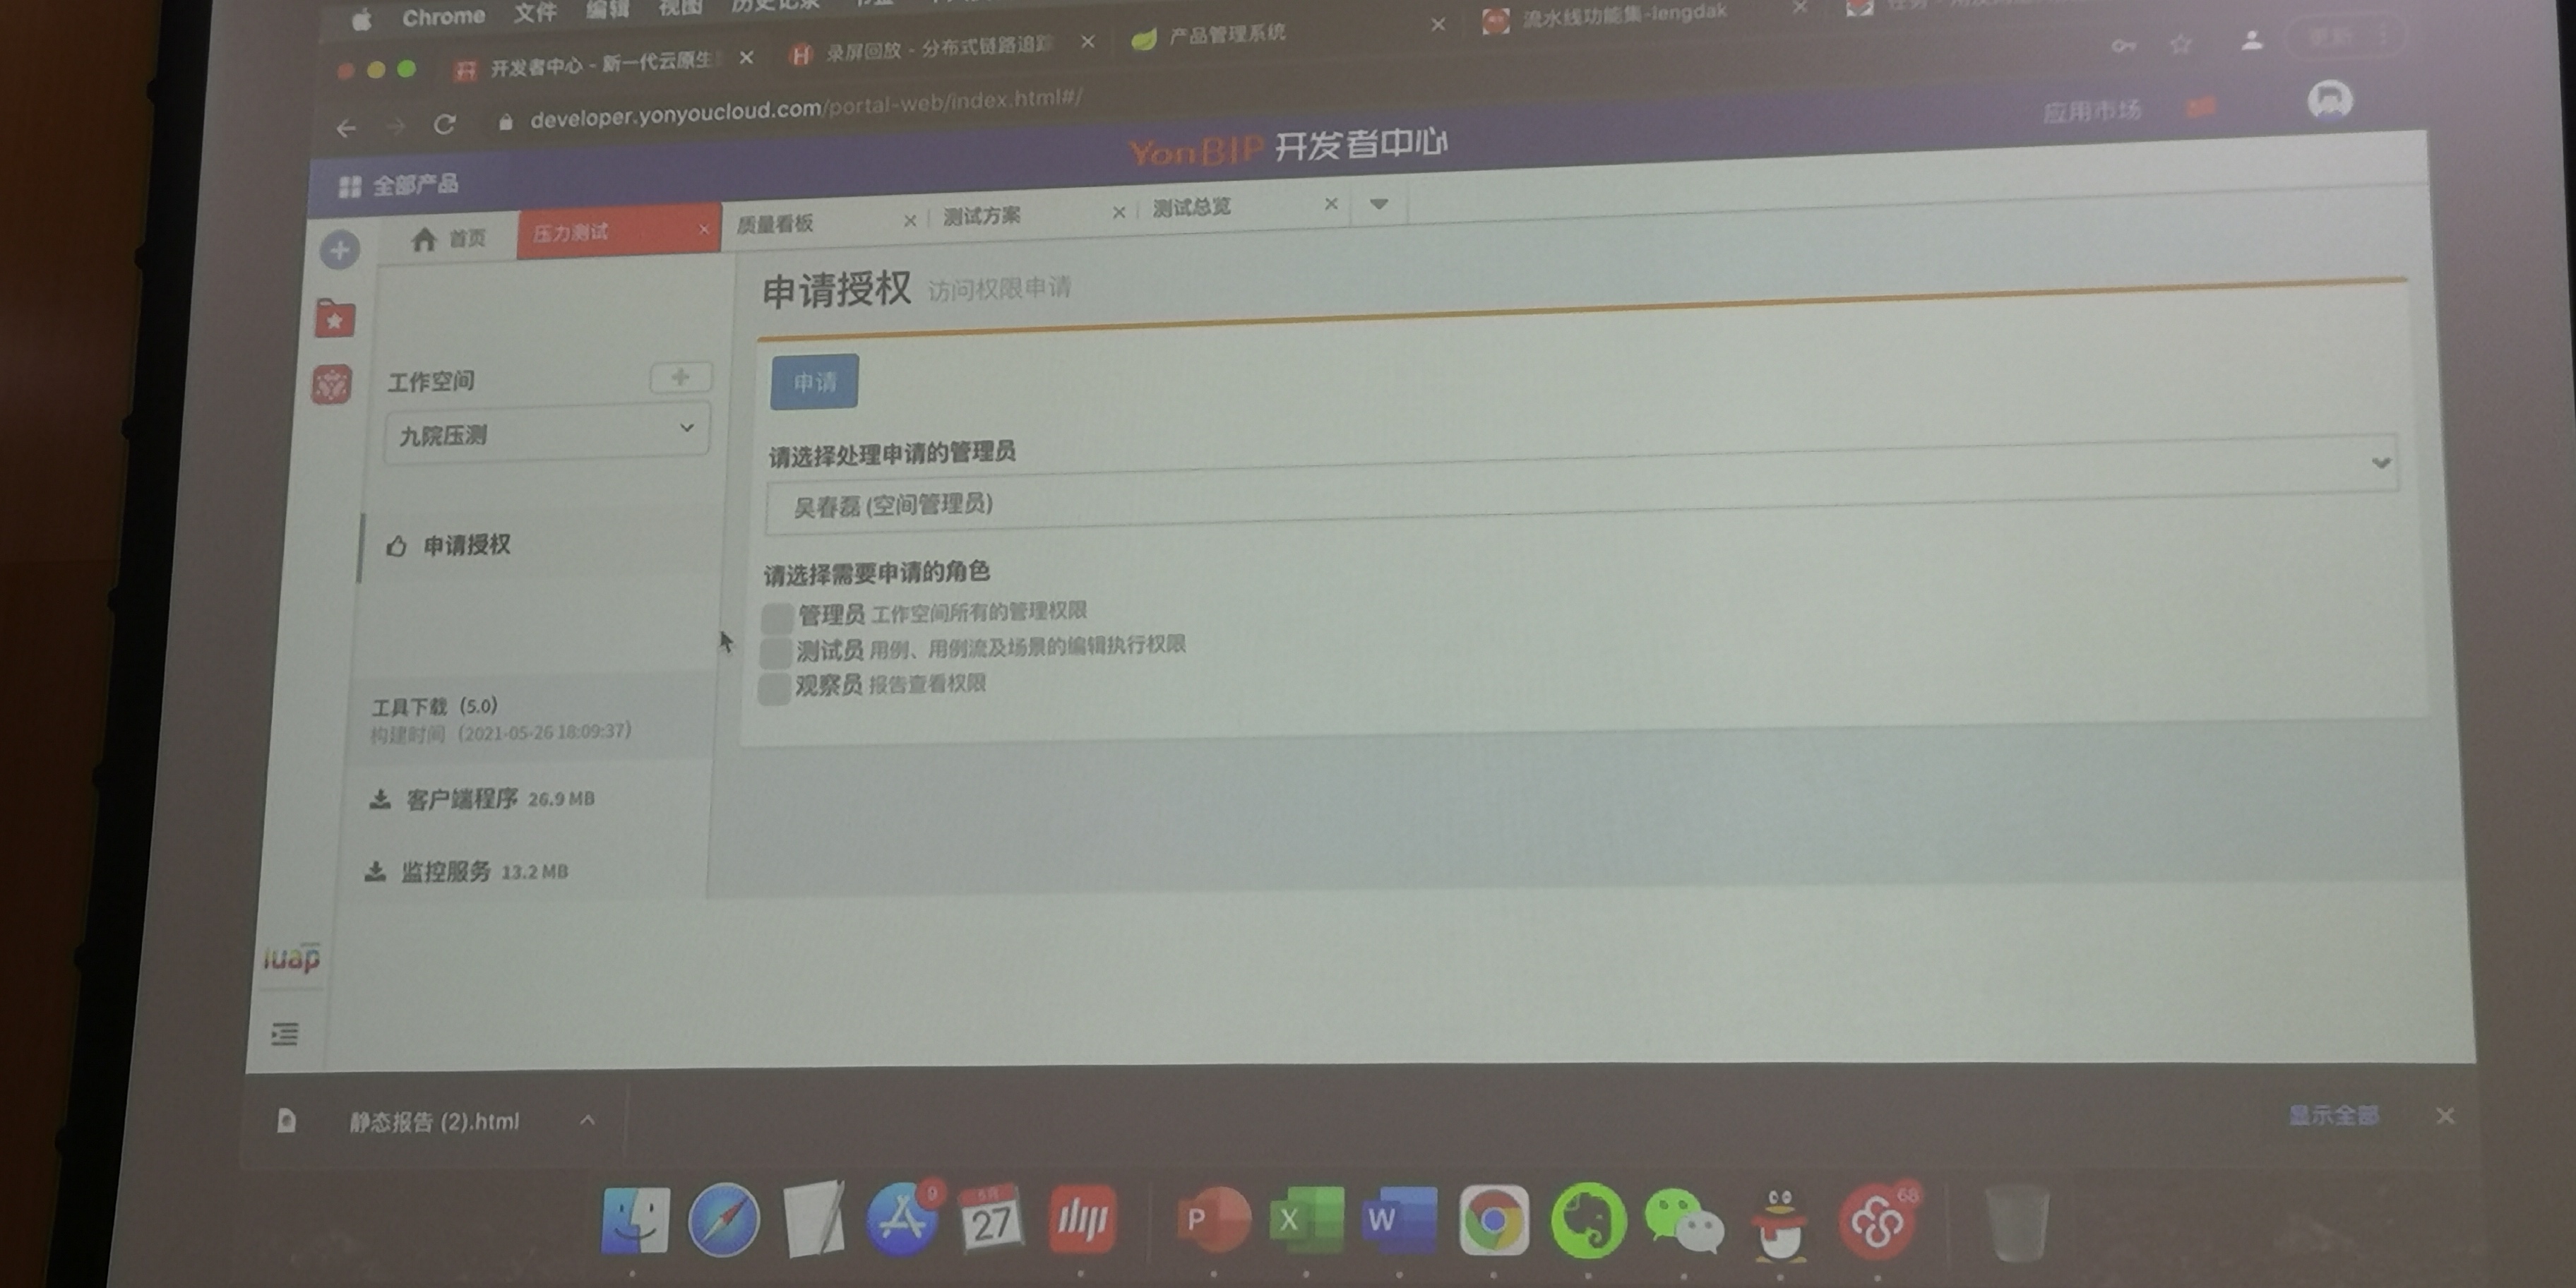 Chrome 文件 编辑 视图 历史记录
开发者中心 - 新一代云原生
录屏回放 - 分布式链路追踪
产品管理系统
流水线功能集-lengdak
developer.yonyoucloud.com/portal-web/index.html#/
更新
全部产品
YonBIP 开发者中心
应用市场
首页
压力测试
质量看板
测试方案
测试总览
申请授权 访问权限申请
工作空间
九院压测
申请授权
工具下载（5.0）
构建时间（2021-05-26 18:09:37）
客户端程序 26.9 MB
监控服务 13.2 MB
申请
请选择处理申请的管理员
吴春磊 (空间管理员)
请选择需要申请的角色
管理员 工作空间所有的管理权限
测试员 用例、用例流及场景的编辑执行权限
观察员 报告查看权限
iuap
静态报告 (2).html
显示全部
9
27
P
X
W
68